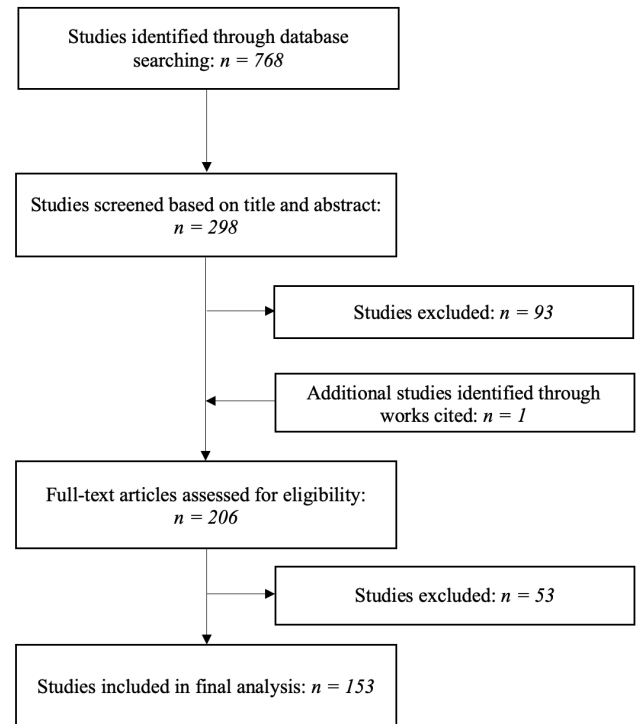 Studies identified through database
searching: n = 768
Studies screened based on title and abstract:
n = 298
Studies excluded: n = 93
Additional studies identified through
works cited: n = 1
Full-text articles assessed for eligibility:
n = 206
Studies excluded: n = 53
Studies included in final analysis: n = 153